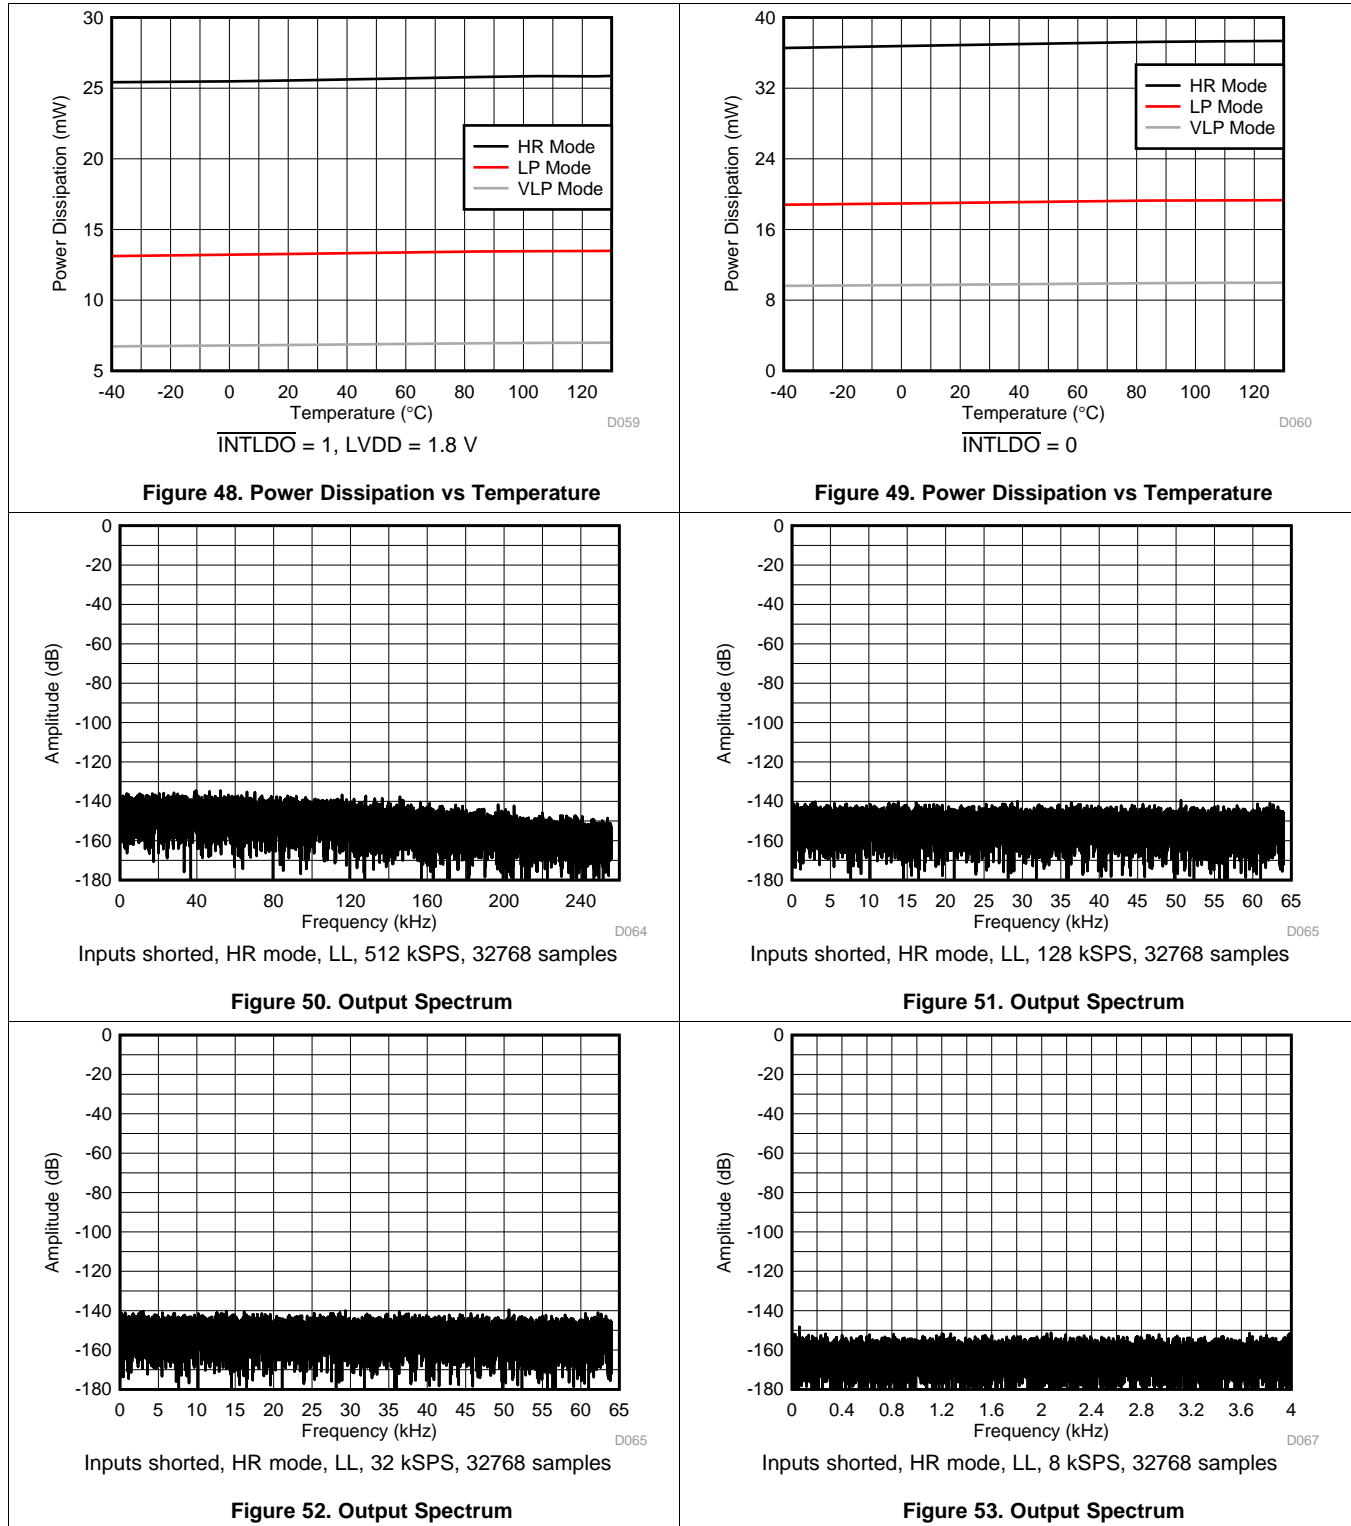 30
25
20
15
10
5
Power Dissipation (mW)
HR Mode
LP Mode
VLP Mode
-40 -20 0 20 40 60 80 100 120
Temperature (°C)
D059
INTLDO = 1, LVDD = 1.8 V
Figure 48. Power Dissipation vs Temperature
40
32
24
16
8
0
Power Dissipation (mW)
HR Mode
LP Mode
VLP Mode
-40 -20 0 20 40 60 80 100 120
Temperature (°C)
D060
INTLDO = 0
Figure 49. Power Dissipation vs Temperature
0
-20
-40
-60
-80
-100
-120
-140
-160
-180
Amplitude (dB)
0 40 80 120 160 200 240
Frequency (kHz)
D064
Inputs shorted, HR mode, LL, 512 kSPS, 32768 samples
Figure 50. Output Spectrum
0
-20
-40
-60
-80
-100
-120
-140
-160
-180
Amplitude (dB)
0 5 10 15 20 25 30 35 40 45 50 55 60 65
Frequency (kHz)
D065
Inputs shorted, HR mode, LL, 128 kSPS, 32768 samples
Figure 51. Output Spectrum
0
-20
-40
-60
-80
-100
-120
-140
-160
-180
Amplitude (dB)
0 5 10 15 20 25 30 35 40 45 50 55 60 65
Frequency (kHz)
D065
Inputs shorted, HR mode, LL, 32 kSPS, 32768 samples
Figure 52. Output Spectrum
0
-20
-40
-60
-80
-100
-120
-140
-160
-180
Amplitude (dB)
0 0.4 0.8 1.2 1.6 2 2.4 2.8 3.2 3.6 4
Frequency (kHz)
D067
Inputs shorted, HR mode, LL, 8 kSPS, 32768 samples
Figure 53. Output Spectrum